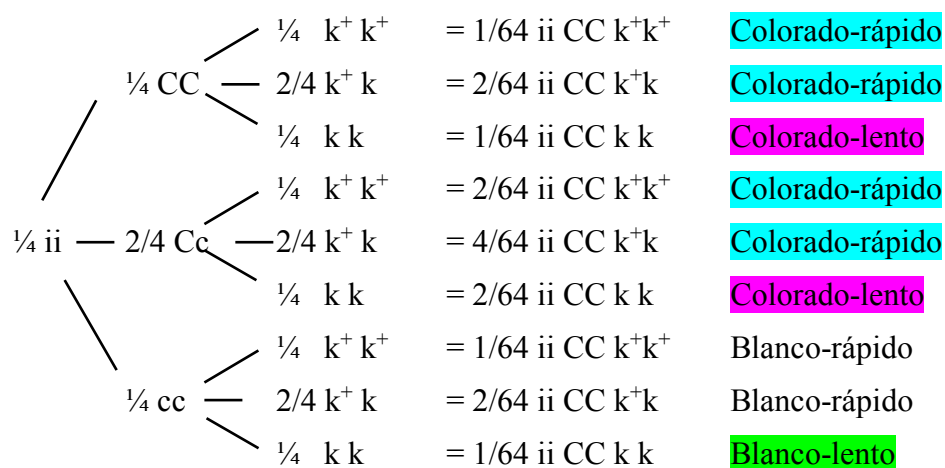 ¼ k⁺ k⁺ = 1/64 ii CC k⁺k⁺ Colorado-rápido
¼ CC 2/4 k⁺ k = 2/64 ii CC k⁺k Colorado-rápido
¼ k k = 1/64 ii CC k k Colorado-lento
¼ k⁺ k⁺ = 2/64 ii CC k⁺k⁺ Colorado-rápido
¼ ii 2/4 Cc 2/4 k⁺ k = 4/64 ii CC k⁺k Colorado-rápido
¼ k k = 2/64 ii CC k k Colorado-lento
¼ k⁺ k⁺ = 1/64 ii CC k⁺k⁺ Blanco-rápido
¼ cc 2/4 k⁺ k = 2/64 ii CC k⁺k Blanco-rápido
¼ k k = 1/64 ii CC k k Blanco-lento